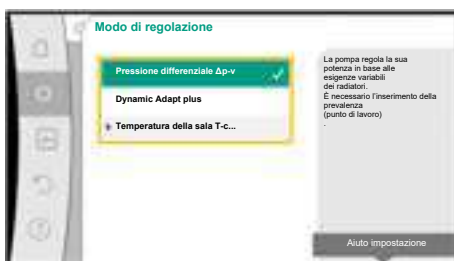 Modo di regolazione
Pressione differenziale Δp-v
Dynamic Adapt plus
Temperatura della sala T-c...
La pompa regola la sua
potenza in base alle
esigenze variabili
dei radiatori.
È necessario l'inserimento della
prevalenza
(punto di lavoro)
.
Aiuto impostazione